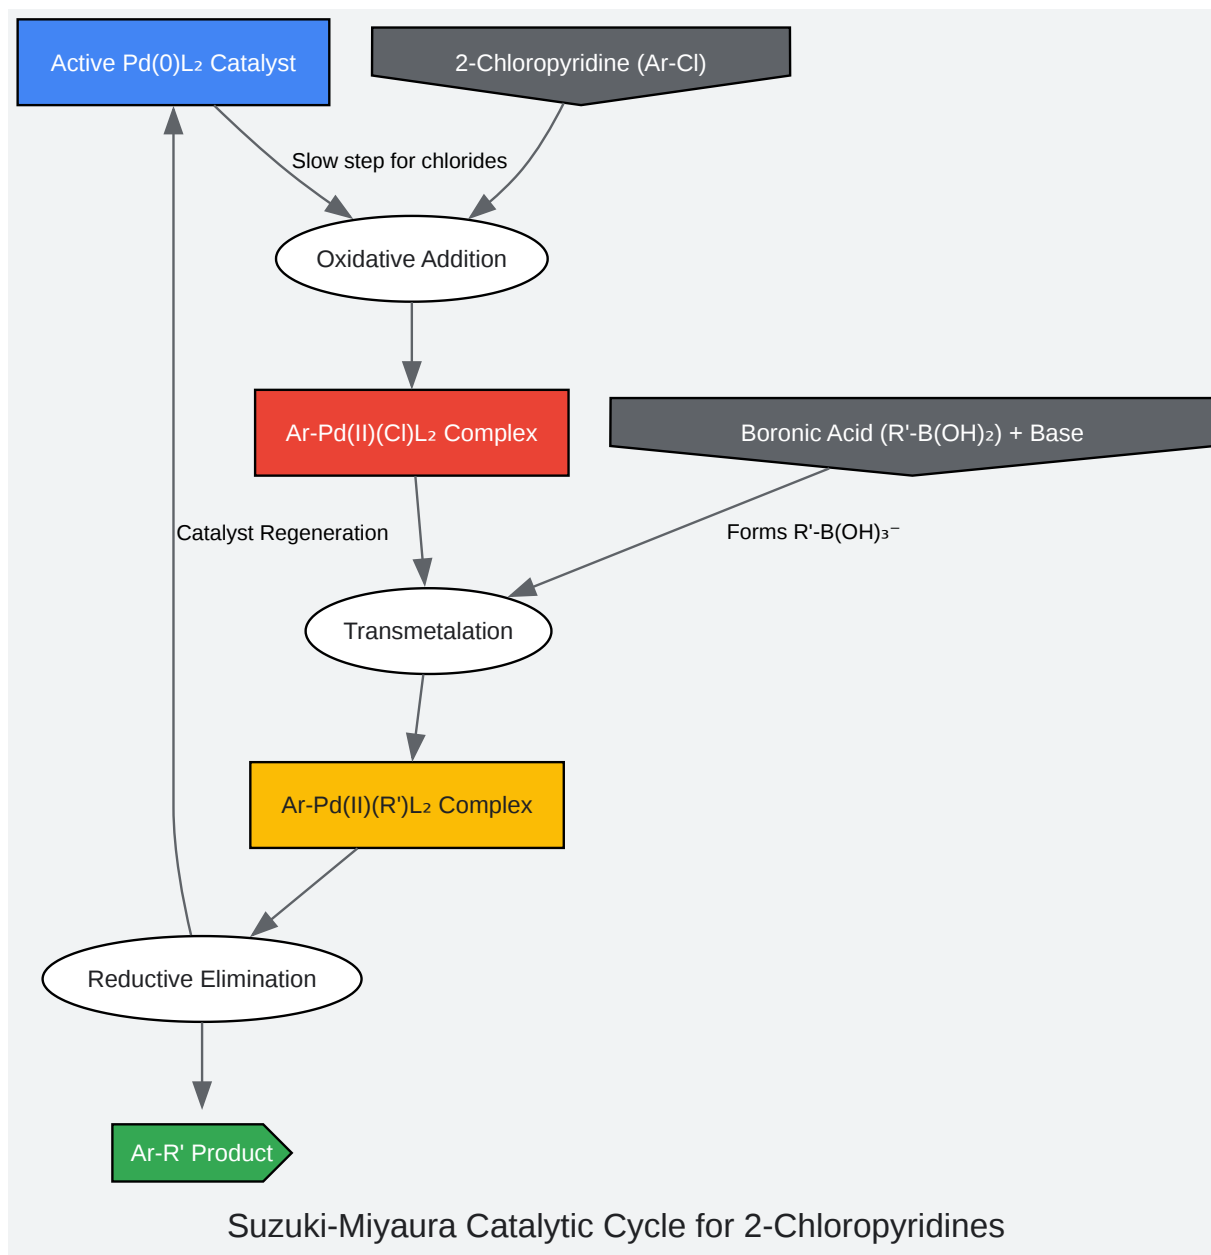 Active Pd(0)L₂ Catalyst
2-Chloropyridine (Ar-Cl)
Slow step for chlorides
Oxidative Addition
Ar-Pd(II)(Cl)L₂ Complex
Boronic Acid (R'-B(OH)₂) + Base
Catalyst Regeneration
Forms R'-B(OH)₃⁻
Transmetalation
Ar-Pd(II)(R')L₂ Complex
Reductive Elimination
Ar-R' Product
Suzuki-Miyaura Catalytic Cycle for 2-Chloropyridines